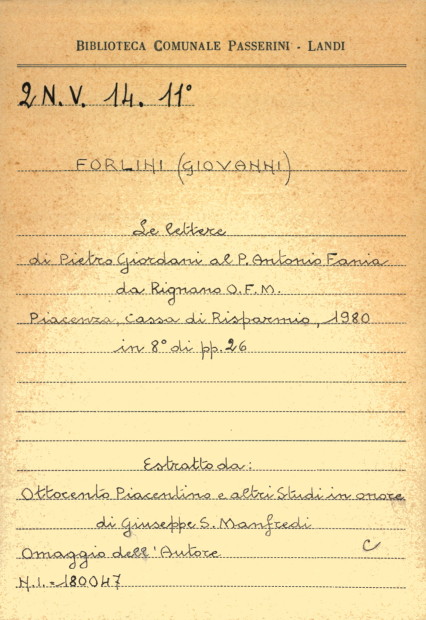 BIBLIOTECA COMUNALE PASSERINI - LANDI
2 N. V. 14. 11°
FORLINI (GIOVANNI)
Le lettere
di Pietro Giordani al P. Antonio Fania
da Rignano O.F.M.
Piacenza, Cassa di Risparmio, 1980
in 8° di pp. 26
Estratto da:
Ottocento Piacentino e altri Studi in onore
di Giuseppe S. Manfredi
Omaggio dell'Autore C
N.I. = 180047